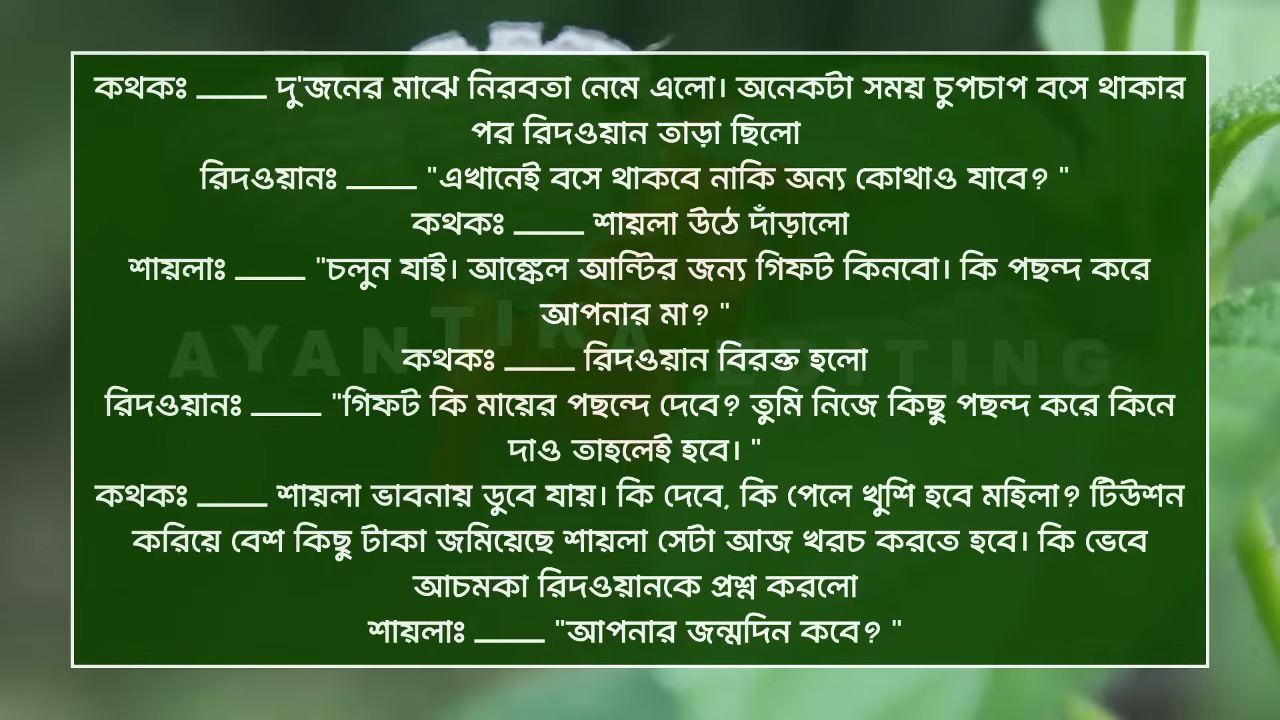 কথকঃ _____ দু'জনের মাঝে নিরবতা নেমে এলো। অনেকটা সময় চুপচাপ বসে থাকার
পর রিদওয়ান তাড়া ছিলো
রিদওয়ানঃ _____ "এখানেই বসে থাকবে নাকি অন্য কোথাও যাবে? "
কথকঃ _____ শায়লা উঠে দাঁড়ালো
শায়লাঃ _____ "চলুন যাই। আঙ্কেল আন্টির জন্য গিফট কিনবো। কি পছন্দ করে
আপনার মা? "
AYANTIKA EDITING
কথকঃ _____ রিদওয়ান বিরক্ত হলো
রিদওয়ানঃ _____ "গিফট কি মায়ের পছন্দে দেবে? তুমি নিজে কিছু পছন্দ করে কিনে
দাও তাহলেই হবে। "
কথকঃ _____ শায়লা ভাবনায় ডুবে যায়। কি দেবে, কি পেলে খুশি হবে মহিলা? টিউশন
করিয়ে বেশ কিছু টাকা জমিয়েছে শায়লা সেটা আজ খরচ করতে হবে। কি ভেবে
আচমকা রিদওয়ানকে প্রশ্ন করলো
শায়লাঃ _____ "আপনার জন্মদিন কবে? "